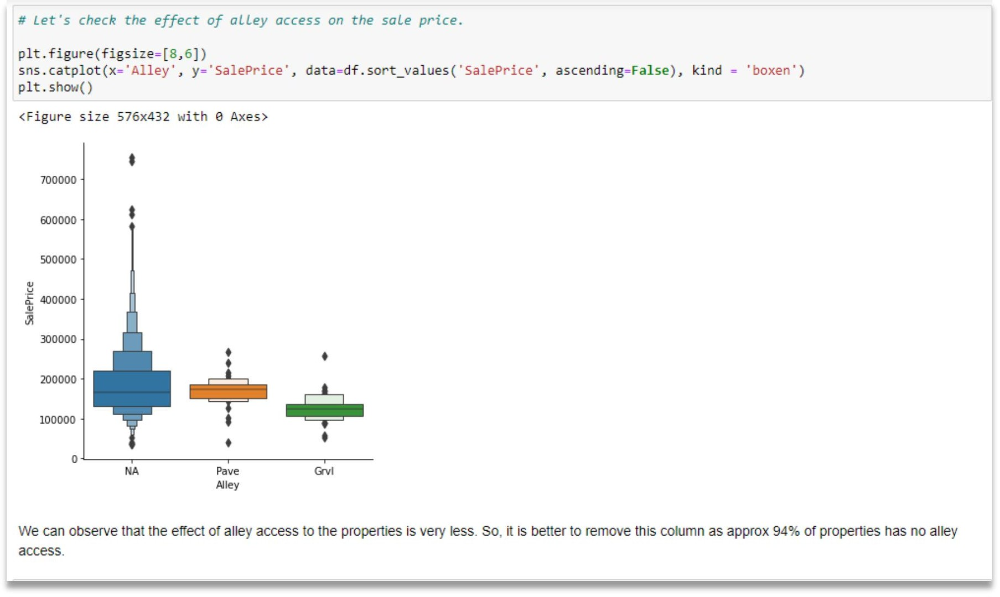 # Let's check the effect of alley access on the sale price.
plt.figure(figsize=[8,6])
sns.catplot(x='Alley', y='SalePrice', data=df.sort_values('SalePrice', ascending=False), kind = 'boxen')
plt.show()
<Figure size 576x432 with 0 Axes>
700000
600000
500000
400000
300000
200000
100000
0
SalePrice
NA Pave Grvl
Alley
We can observe that the effect of alley access to the properties is very less. So, it is better to remove this column as approx 94% of properties has no alley
access.